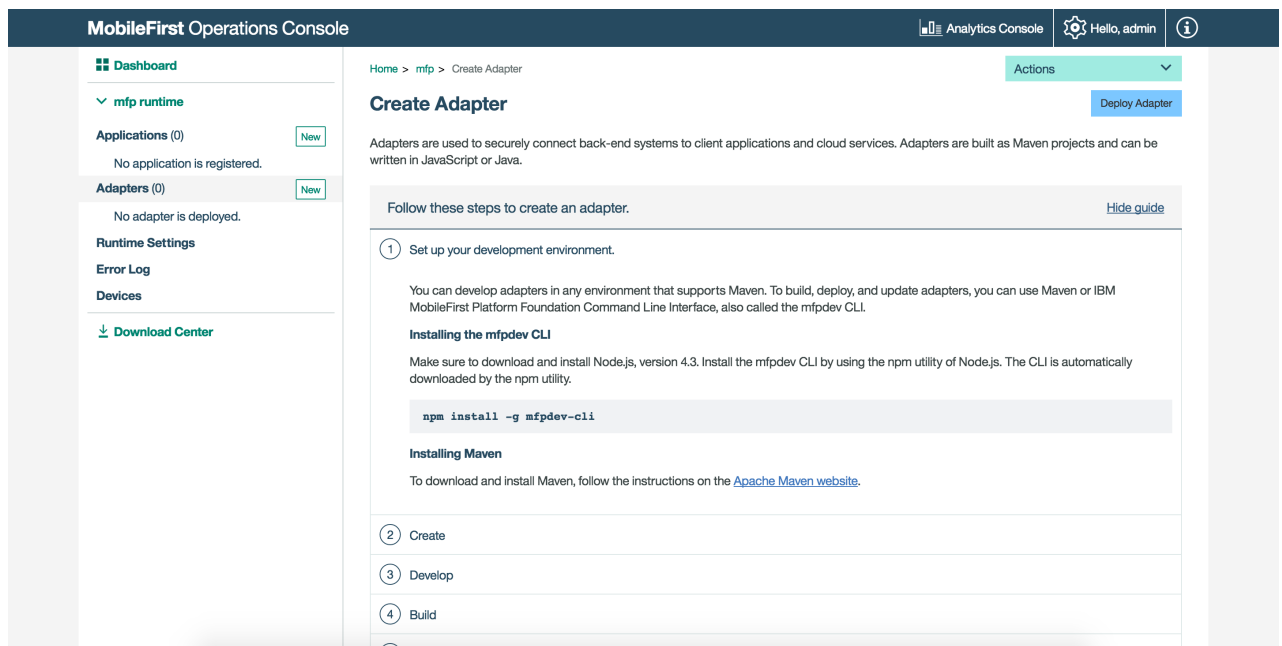 MobileFirst Operations Console
Analytics Console
Hello, admin
Dashboard
mfp runtime
Applications (0)
New
No application is registered.
Adapters (0)
New
No adapter is deployed.
Runtime Settings
Error Log
Devices
Download Center
Home > mfp > Create Adapter
Actions
Create Adapter
Deploy Adapter
Adapters are used to securely connect back-end systems to client applications and cloud services. Adapters are built as Maven projects and can be
written in JavaScript or Java.
Follow these steps to create an adapter.
Hide guide
1 Set up your development environment.
You can develop adapters in any environment that supports Maven. To build, deploy, and update adapters, you can use Maven or IBM
MobileFirst Platform Foundation Command Line Interface, also called the mfpdev CLI.
Installing the mfpdev CLI
Make sure to download and install Node.js, version 4.3. Install the mfpdev CLI by using the npm utility of Node.js. The CLI is automatically
downloaded by the npm utility.
npm install -g mfpdev-cli
Installing Maven
To download and install Maven, follow the instructions on the Apache Maven website.
2 Create
3 Develop
4 Build